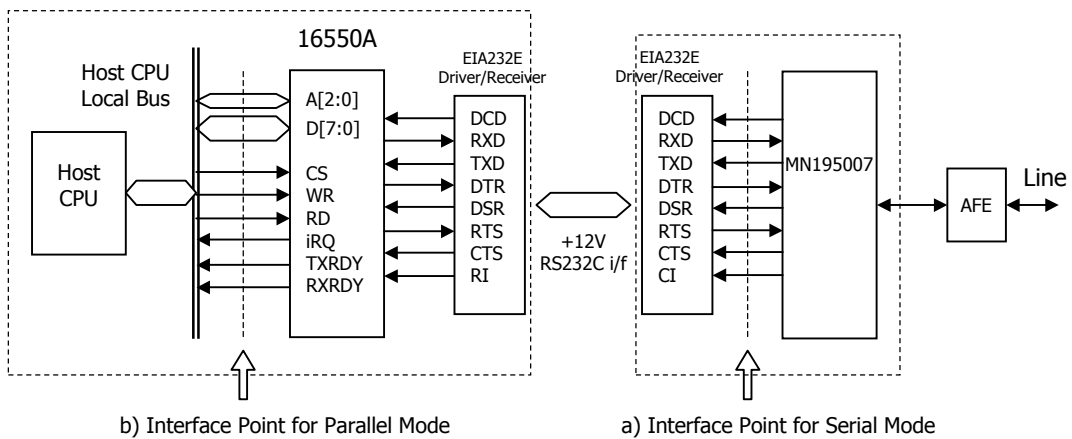 16550A
Host CPU
Local Bus
EIA232E
Driver/Receiver
EIA232E
Driver/Receiver
Host
CPU
A[2:0]
D[7:0]
CS
WR
RD
iRQ
TXRDY
RXRDY
DCD
RXD
TXD
DTR
DSR
RTS
CTS
RI
+12V
RS232C i/f
DCD
RXD
TXD
DTR
DSR
RTS
CTS
CI
MN195007
AFE
Line
b) Interface Point for Parallel Mode
a) Interface Point for Serial Mode